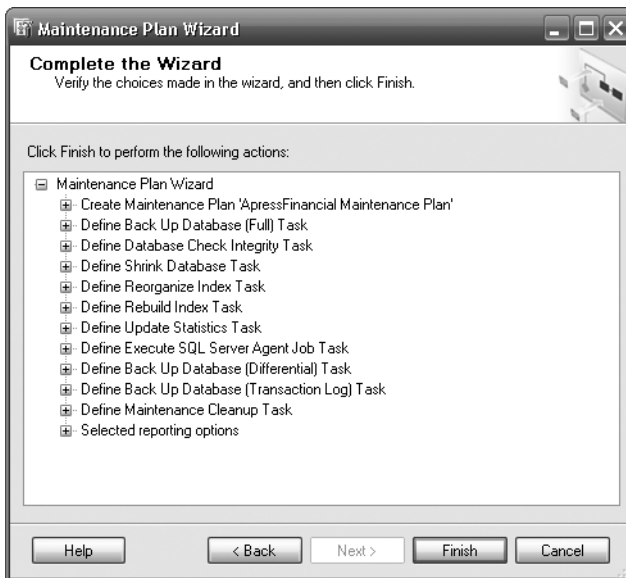 Maintenance Plan Wizard
Complete the Wizard
Verify the choices made in the wizard, and then click Finish.
Click Finish to perform the following actions:
Maintenance Plan Wizard
Create Maintenance Plan 'ApressFinancial Maintenance Plan'
Define Back Up Database (Full) Task
Define Database Check Integrity Task
Define Shrink Database Task
Define Reorganize Index Task
Define Rebuild Index Task
Define Update Statistics Task
Define Execute SQL Server Agent Job Task
Define Back Up Database (Differential) Task
Define Back Up Database (Transaction Log) Task
Define Maintenance Cleanup Task
Selected reporting options
Help < Back Next > Finish Cancel